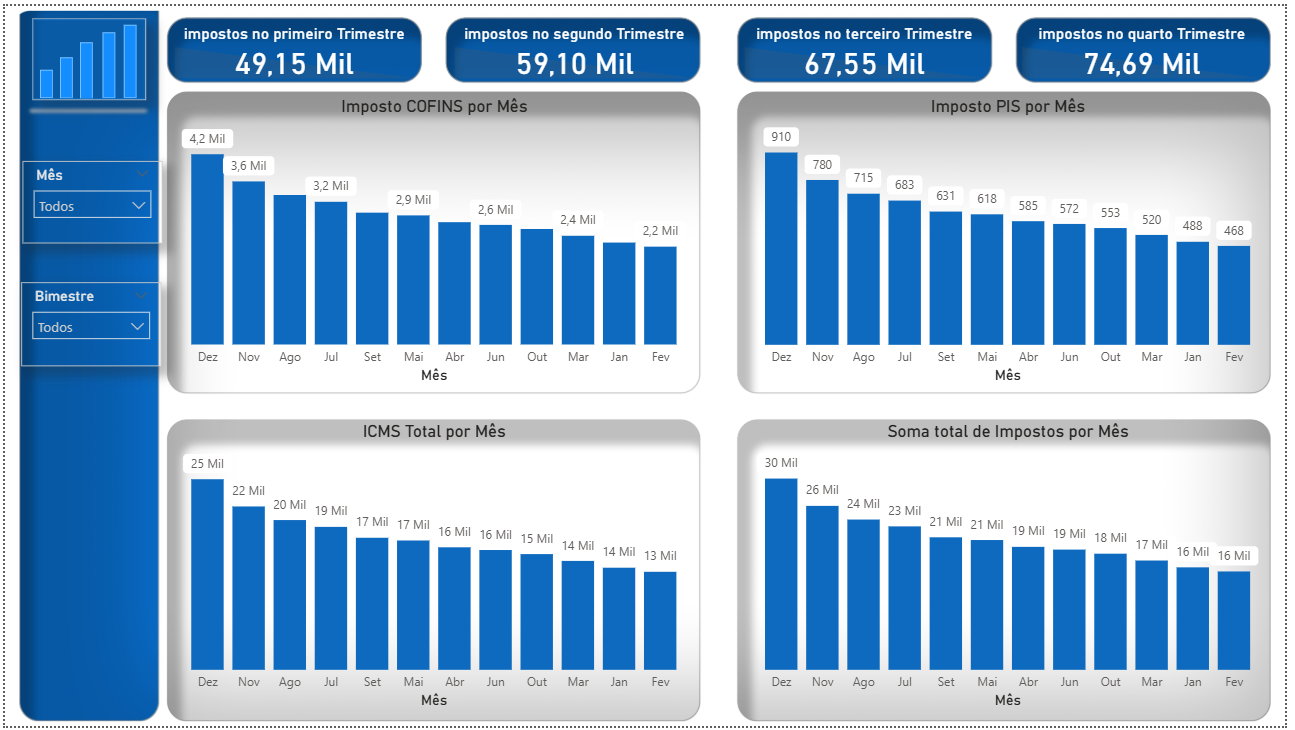 impostos no primeiro Trimestre
49,15 Mil
impostos no segundo Trimestre
59,10 Mil
impostos no terceiro Trimestre
67,55 Mil
impostos no quarto Trimestre
74,69 Mil
Mês
Todos
Bimestre
Todos
Imposto COFINS por Mês
4,2 Mil
3,6 Mil
3,2 Mil
2,9 Mil
2,6 Mil
2,4 Mil
2,2 Mil
Dez Nov Ago Jul Set Mai Abr Jun Out Mar Jan Fev
Mês
Imposto PIS por Mês
910
780
715
683
631
618
585
572
553
520
488
468
Dez Nov Ago Jul Set Mai Abr Jun Out Mar Jan Fev
Mês
ICMS Total por Mês
25 Mil
22 Mil
20 Mil
19 Mil
17 Mil
17 Mil
16 Mil
16 Mil
15 Mil
14 Mil
14 Mil
13 Mil
Dez Nov Ago Jul Set Mai Abr Jun Out Mar Jan Fev
Mês
Soma total de Impostos por Mês
30 Mil
26 Mil
24 Mil
23 Mil
21 Mil
21 Mil
19 Mil
19 Mil
18 Mil
17 Mil
16 Mil
16 Mil
Dez Nov Ago Jul Set Mai Abr Jun Out Mar Jan Fev
Mês